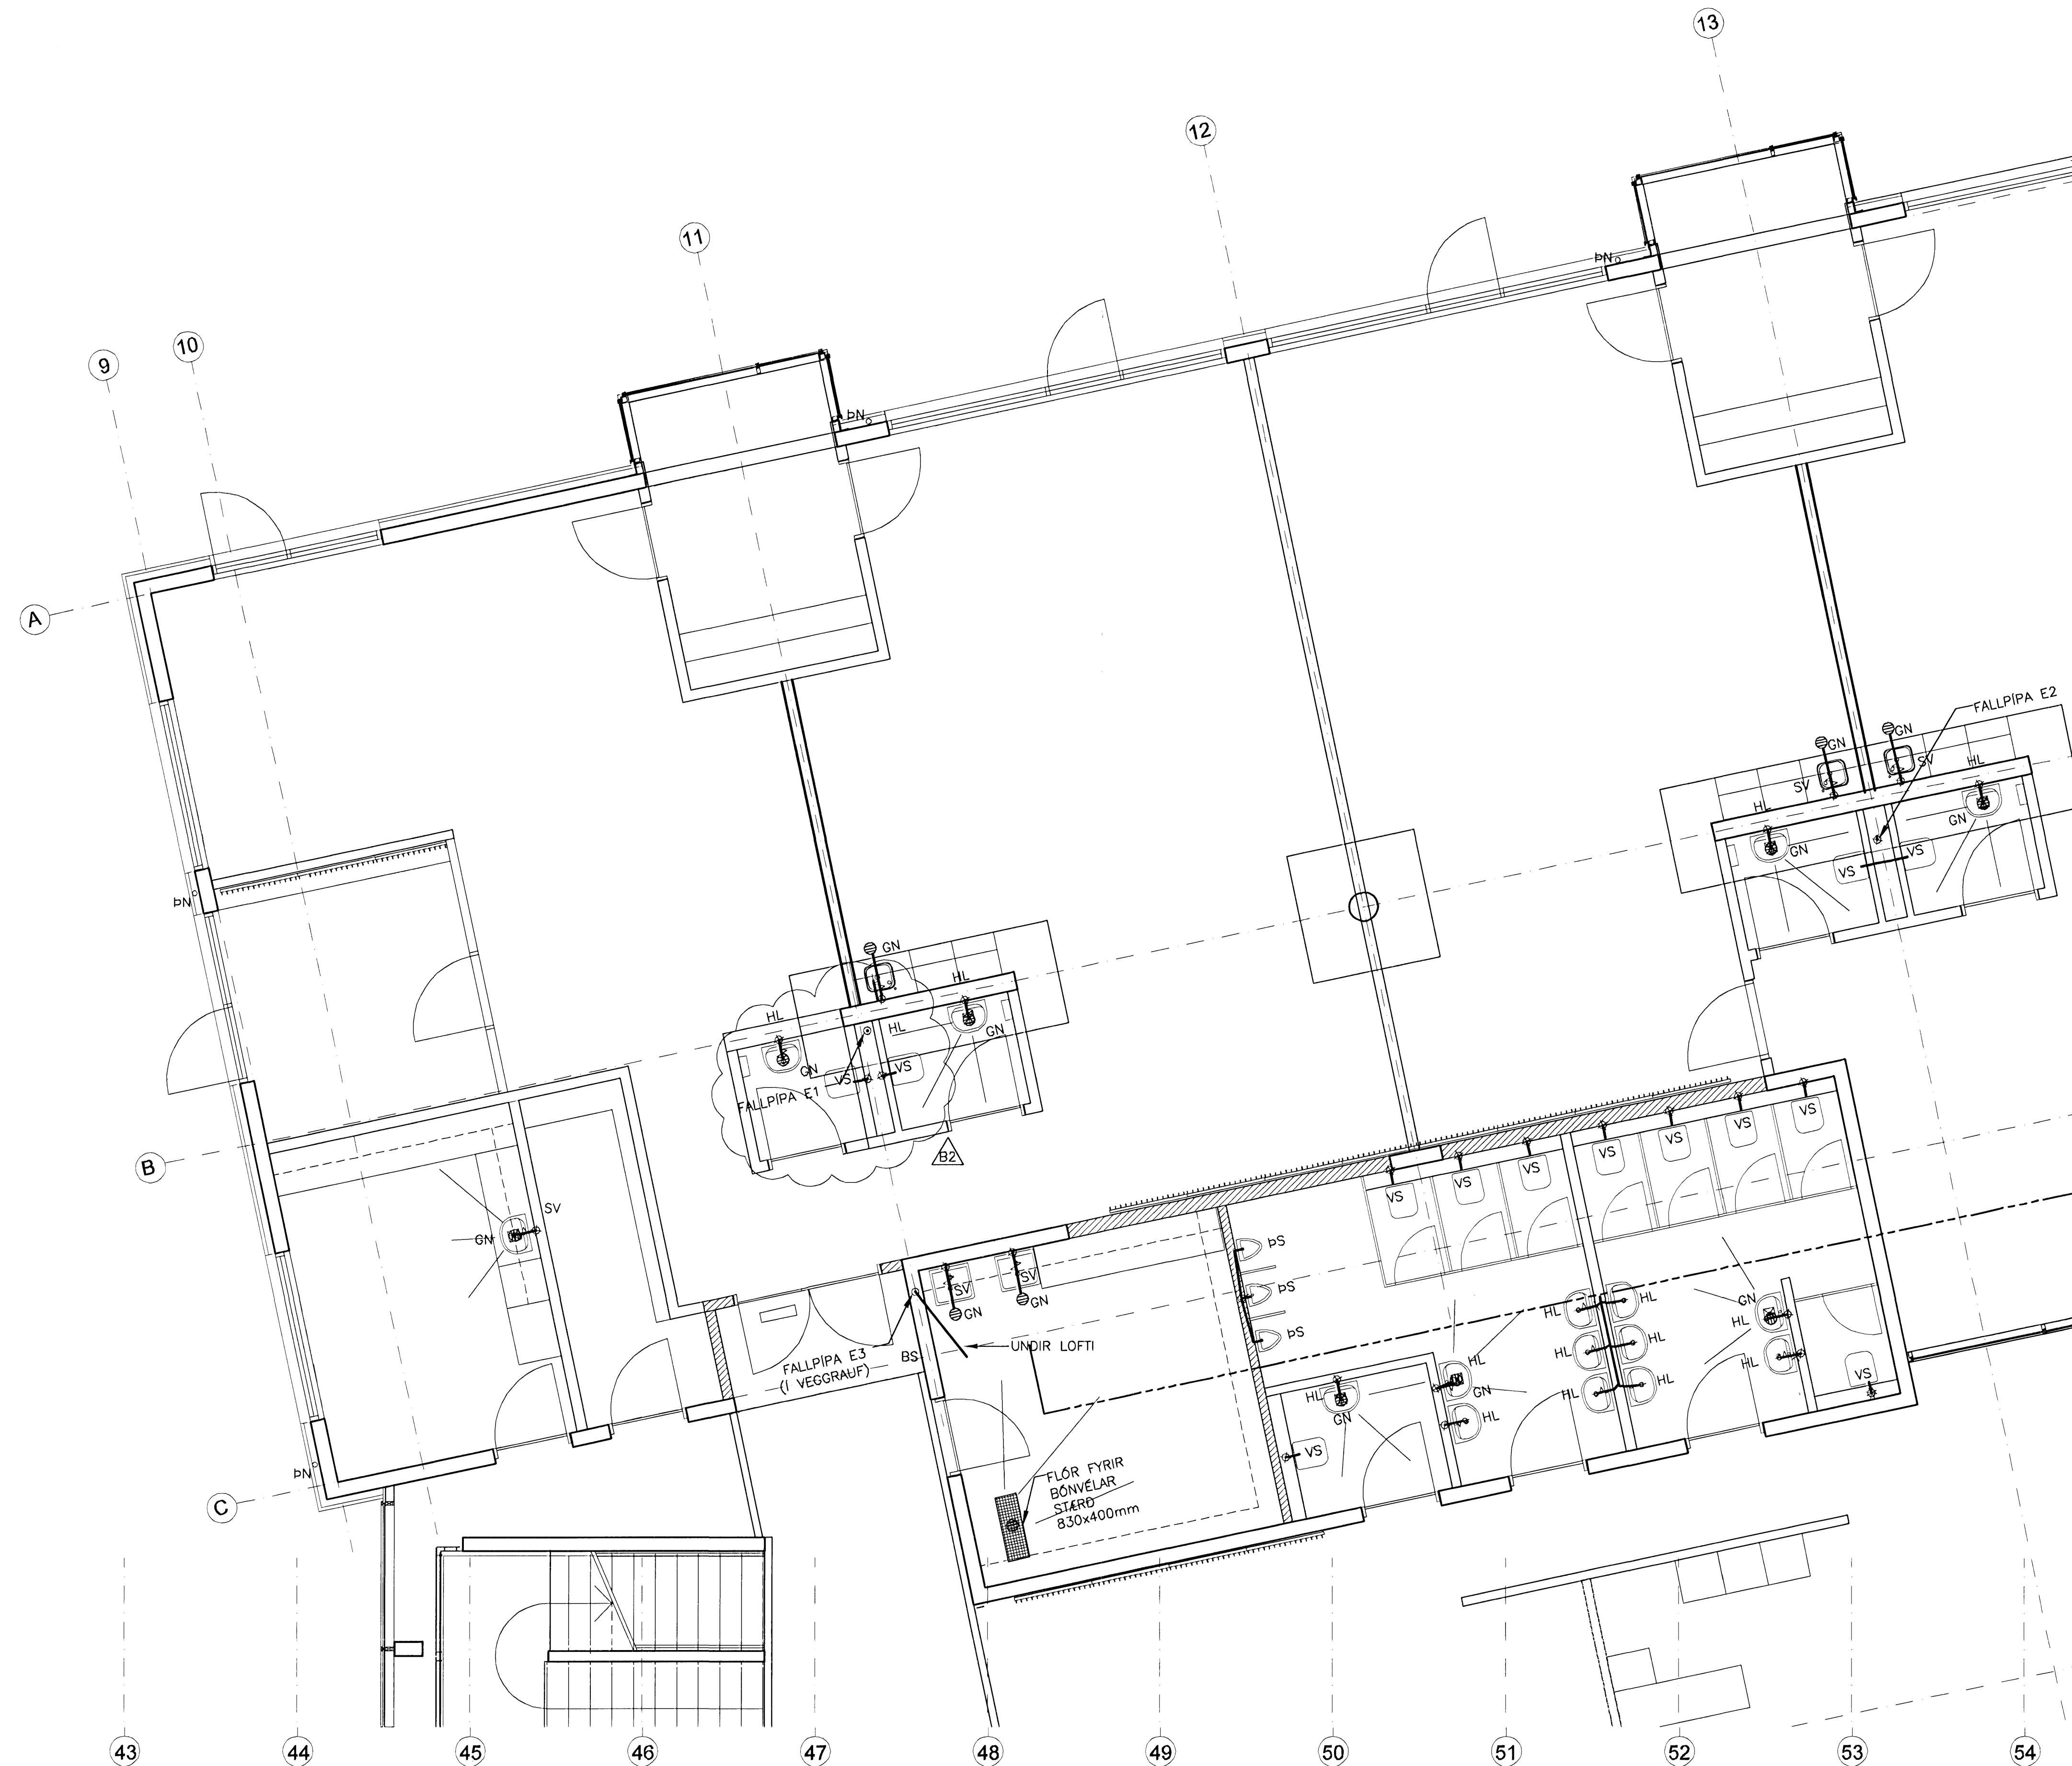 13
12
11
10
9
ÞN
ÞN
A
FALLPÍPA E2
GN
GN
SV
HL
SV
HL
GN
GN
VS
VS
ÞN
GN
HL
HL
HL
GN
GN
VS
VS
FALLPÍPA E1
B2
B
VS
VS
VS
VS
VS
VS
VS
SV
GN
ÞS
ÞS
ÞS
SV
SV
GN
GN
UNDIR LOFTI
FALLPÍPA E3
(Í VEGGRAUF)
BS
HL
HL
HL
HL
HL
HL
GN
HL
HL
VS
HL
GN
HL
HL
GN
VS
FLÓR FYRIR
BÓNVÉLAR
STÆRÐ
830x400mm
ÞN
C
43
44
45
46
47
48
49
50
51
52
53
54